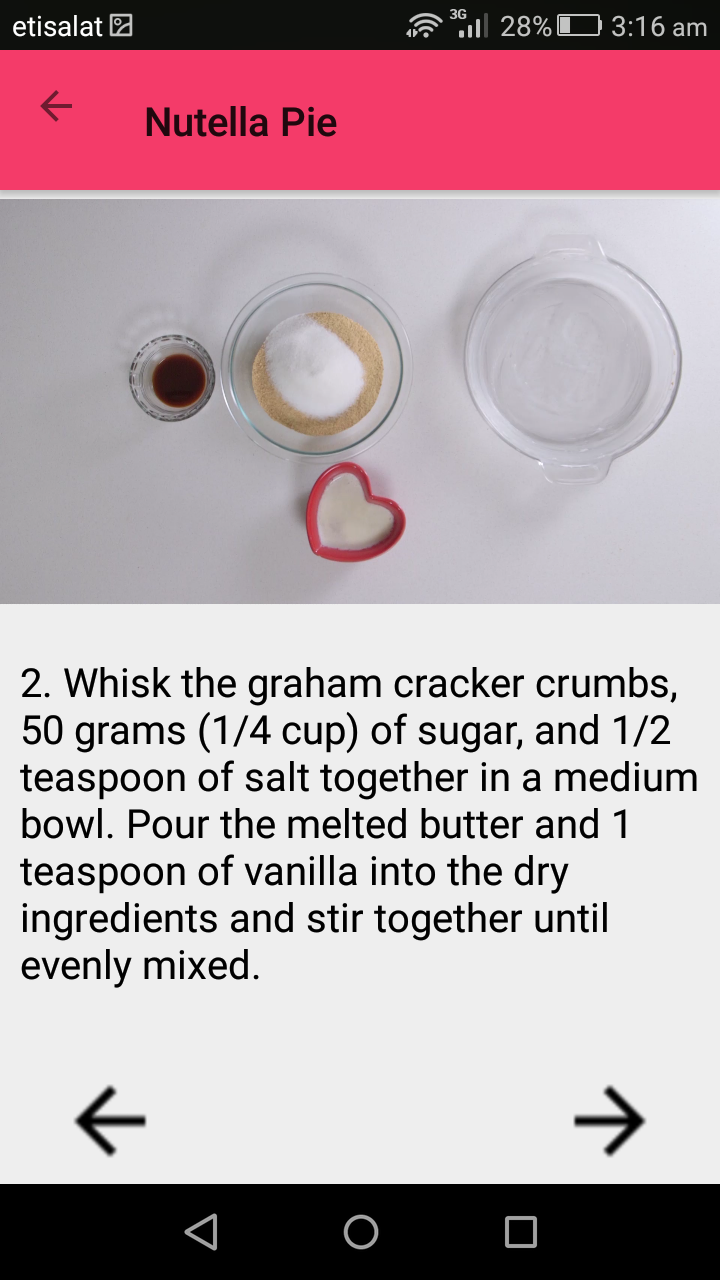 etisalat 3G 28% 3:16 am
Nutella Pie
2. Whisk the graham cracker crumbs,
50 grams (1/4 cup) of sugar, and 1/2
teaspoon of salt together in a medium
bowl. Pour the melted butter and 1
teaspoon of vanilla into the dry
ingredients and stir together until
evenly mixed.